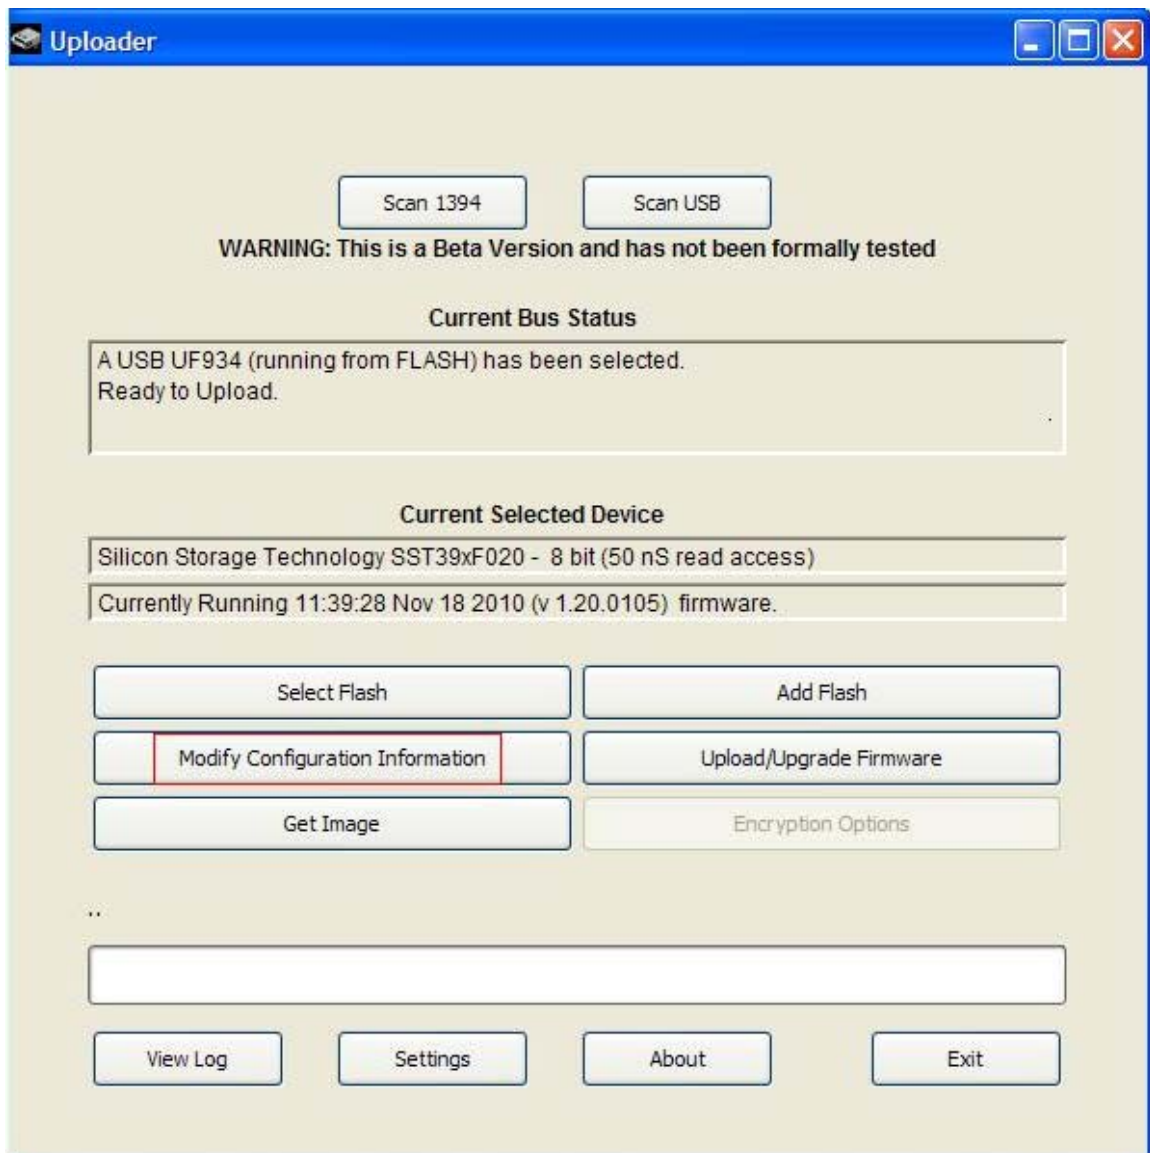 Uploader
Scan 1394
Scan USB
WARNING: This is a Beta Version and has not been formally tested
Current Bus Status
A USB UF934 (running from FLASH) has been selected.
Ready to Upload.
.
Current Selected Device
Silicon Storage Technology SST39xF020 -  8 bit (50 nS read access)
Currently Running 11:39:28 Nov 18 2010 (v 1.20.0105)  firmware.
Select Flash
Add Flash
Modify Configuration Information
Upload/Upgrade Firmware
Get Image
Encryption Options
..
View Log
Settings
About
Exit